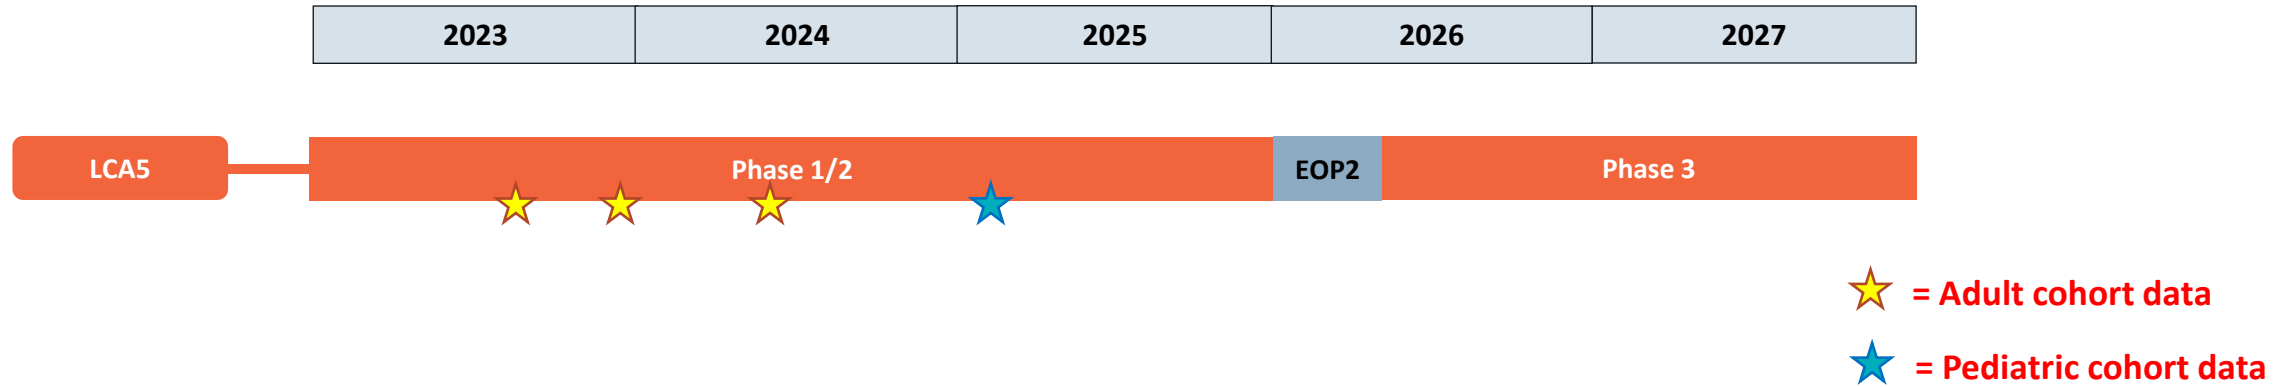 2023 2024 2025 2026 2027
LCA5 Phase 1/2 EOP2 Phase 3
= Adult cohort data
= Pediatric cohort data